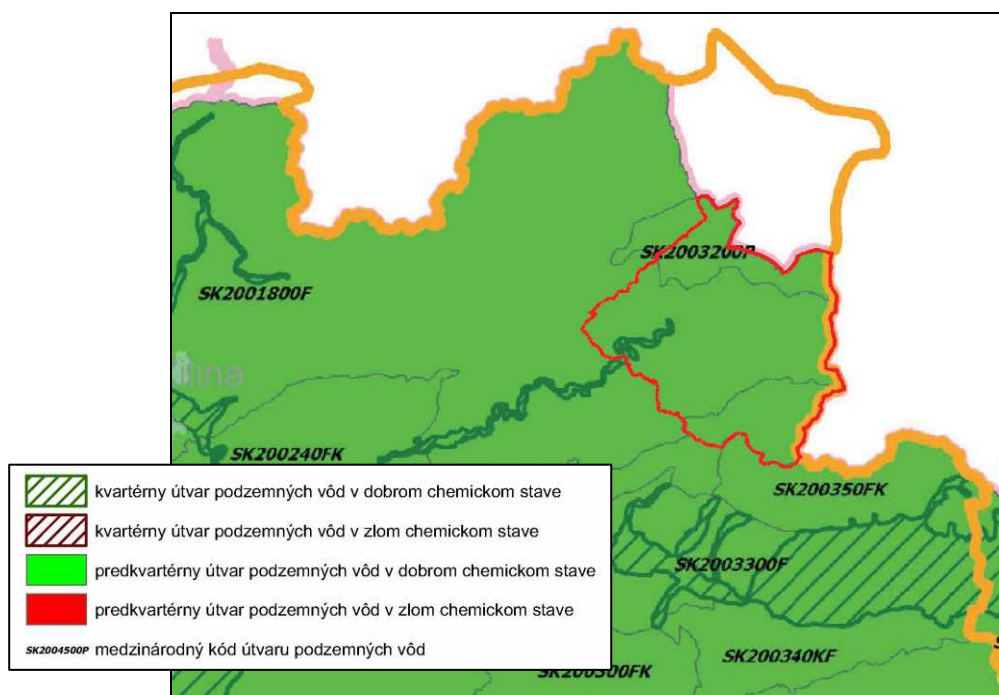 SK2003200P
SK2001800F
SK200240FK
SK200350FK
SK2003300F
SK200340KF
kvartérny útvar podzemných vôd v dobrom chemickom stave
kvartérny útvar podzemných vôd v zlom chemickom stave
predkvartérny útvar podzemných vôd v dobrom chemickom stave
predkvartérny útvar podzemných vôd v zlom chemickom stave
SK2004500P medzinárodný kód útvaru podzemných vôd